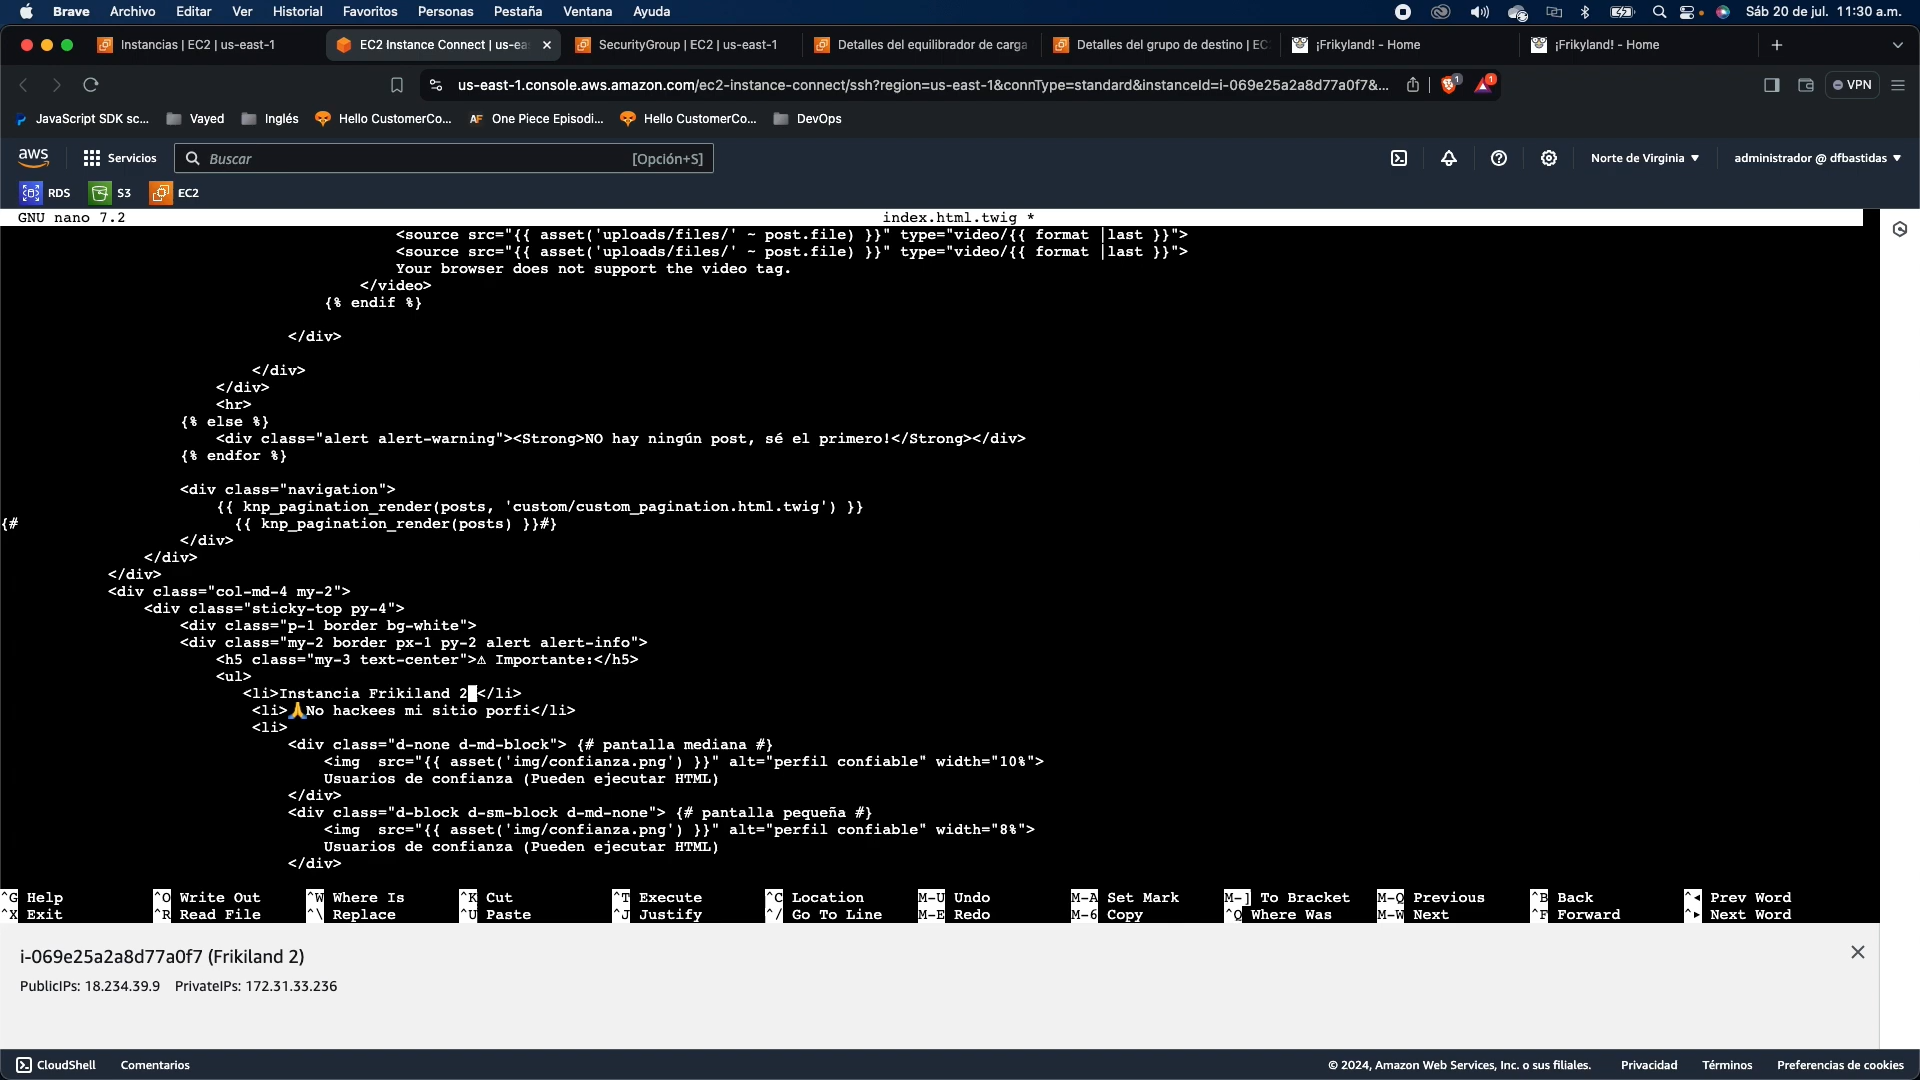 Brave Archivo Editar Ver Historial Favoritos Personas Pestaña Ventana Ayuda Sáb 20 de jul. 11:30 a.m.
Instancias | EC2 | us-east-1 EC2 Instance Connect | us-ea SecurityGroup | EC2 | us-east-1 Detalles del equilibrador de carga Detalles del grupo de destino | EC ¡Frikyland! - Home ¡Frikyland! - Home
us-east-1.console.aws.amazon.com/ec2-instance-connect/ssh?region=us-east-1&connType=standard&instanceId=i-069e25a2a8d77a0f7&... 1 1 VPN
JavaScript SDK sc... Vayed Inglés Hello CustomerCo... AF One Piece Episodi... Hello CustomerCo... DevOps
aws Servicios Buscar [Opción+S] Norte de Virginia administrador @ dfbastidas
RDS S3 EC2
GNU nano 7.2 index.html.twig *
<source src="{{ asset('uploads/files/' ~ post.file) }}" type="video/{{ format |last }}">
<source src="{{ asset('uploads/files/' ~ post.file) }}" type="video/{{ format |last }}">
Your browser does not support the video tag.
</video>
{% endif %}
</div>
</div>
</div>
<hr>
{% else %}
<div class="alert alert-warning"><Strong>NO hay ningún post, sé el primero!</Strong></div>
{% endfor %}
<div class="navigation">
{{ knp_pagination_render(posts, 'custom/custom_pagination.html.twig') }}
{# {{ knp_pagination_render(posts) }}#}
</div>
</div>
</div>
<div class="col-md-4 my-2">
<div class="sticky-top py-4">
<div class="p-1 border bg-white">
<div class="my-2 border px-1 py-2 alert alert-info">
<h5 class="my-3 text-center">⚠ Importante:</h5>
<ul>
<li>Instancia Frikiland 2</li>
<li>🙏No hackees mi sitio porfi</li>
<li>
<div class="d-none d-md-block"> {# pantalla mediana #}
<img  src="{{ asset('img/confianza.png') }}" alt="perfil confiable" width="10%">
Usuarios de confianza (Pueden ejecutar HTML)
</div>
<div class="d-block d-sm-block d-md-none"> {# pantalla pequeña #}
<img  src="{{ asset('img/confianza.png') }}" alt="perfil confiable" width="8%">
Usuarios de confianza (Pueden ejecutar HTML)
</div>
^G Help ^O Write Out ^W Where Is ^K Cut ^T Execute ^C Location M-U Undo M-A Set Mark M-] To Bracket M-Q Previous ^B Back ^◂ Prev Word
^X Exit ^R Read File ^\ Replace ^U Paste ^J Justify ^/ Go To Line M-E Redo M-6 Copy ^Q Where Was M-W Next ^F Forward ^▸ Next Word
i-069e25a2a8d77a0f7 (Frikiland 2)
PublicIPs: 18.234.39.9 PrivateIPs: 172.31.33.236
CloudShell Comentarios © 2024, Amazon Web Services, Inc. o sus filiales. Privacidad Términos Preferencias de cookies